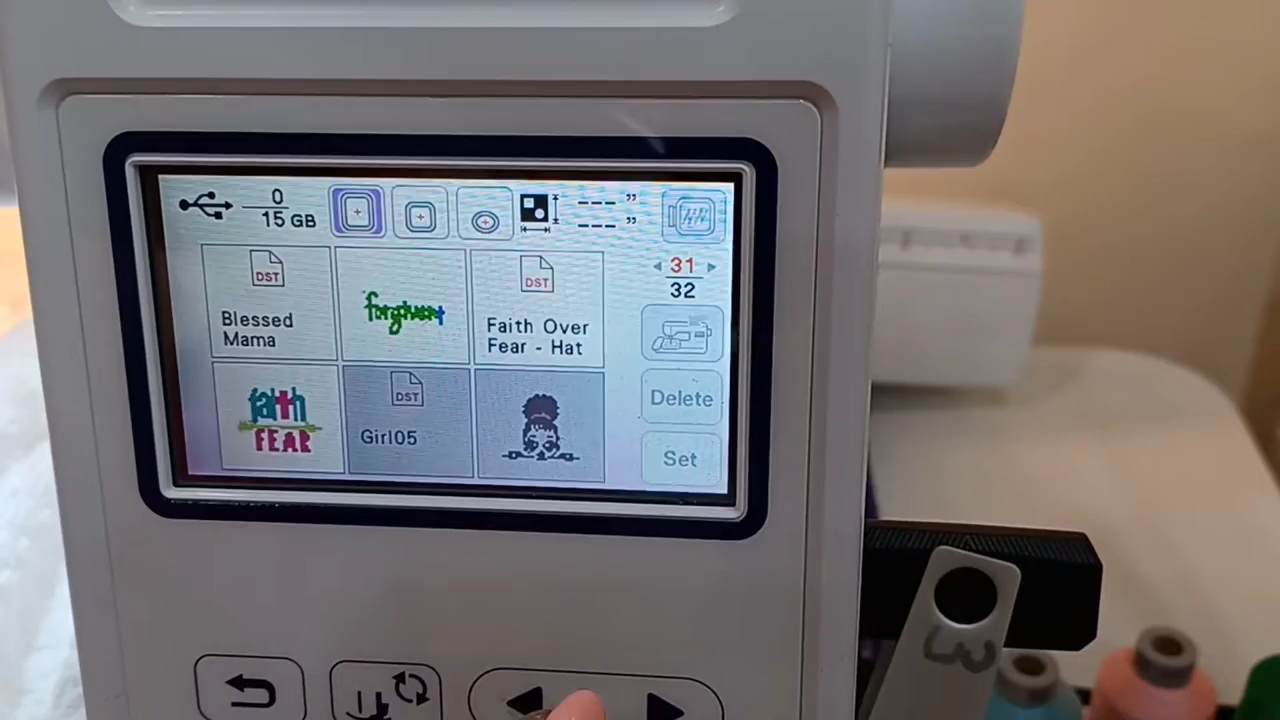 0
15 GB
--- ”
--- ”
31
32
DST
Blessed
Mama
forgiven
DST
Faith Over
Fear - Hat
faith
FEAR
DST
Girl05
Delete
Set
3